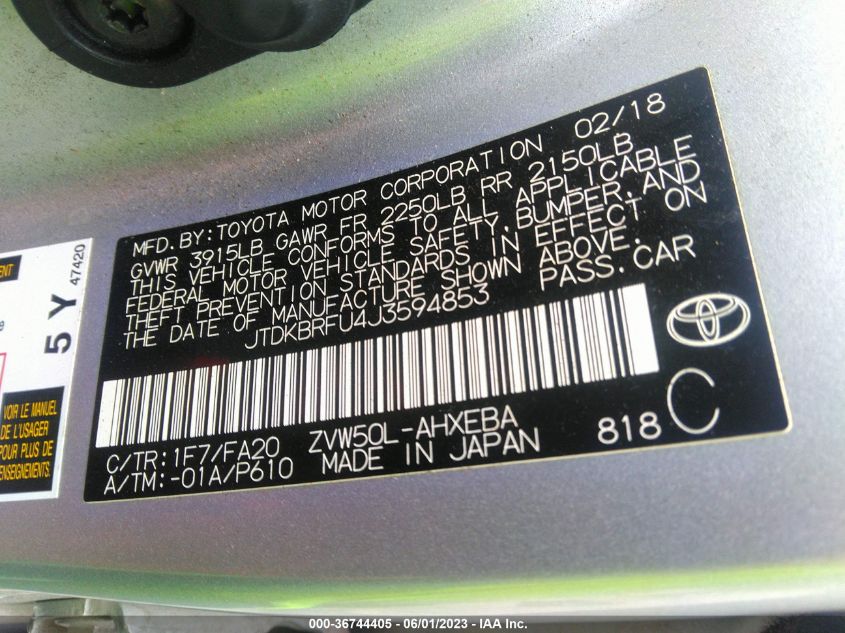 MFD.BY:TOYOTA MOTOR CORPORATION 02/18
GVWR 3915LB GAWR FR 2250LB RR 2150LB
THIS VEHICLE CONFORMS TO ALL APPLICABLE
FEDERAL MOTOR VEHICLE SAFETY,BUMPER,AND
THEFT PREVENTION STANDARDS IN EFFECT ON
THE DATE OF MANUFACTURE SHOWN ABOVE.
JTDKBRFU4J3594853 PASS.CAR
C/TR:1F7/FA20 ZVW50L-AHXEBA 818 C
A/TM:-01A/P610 MADE IN JAPAN
5 Y 47420
VOIR LE MANUEL
DE L'USAGER
POUR PLUS DE
000-36744405 - 06/01/2023 - IAA Inc.